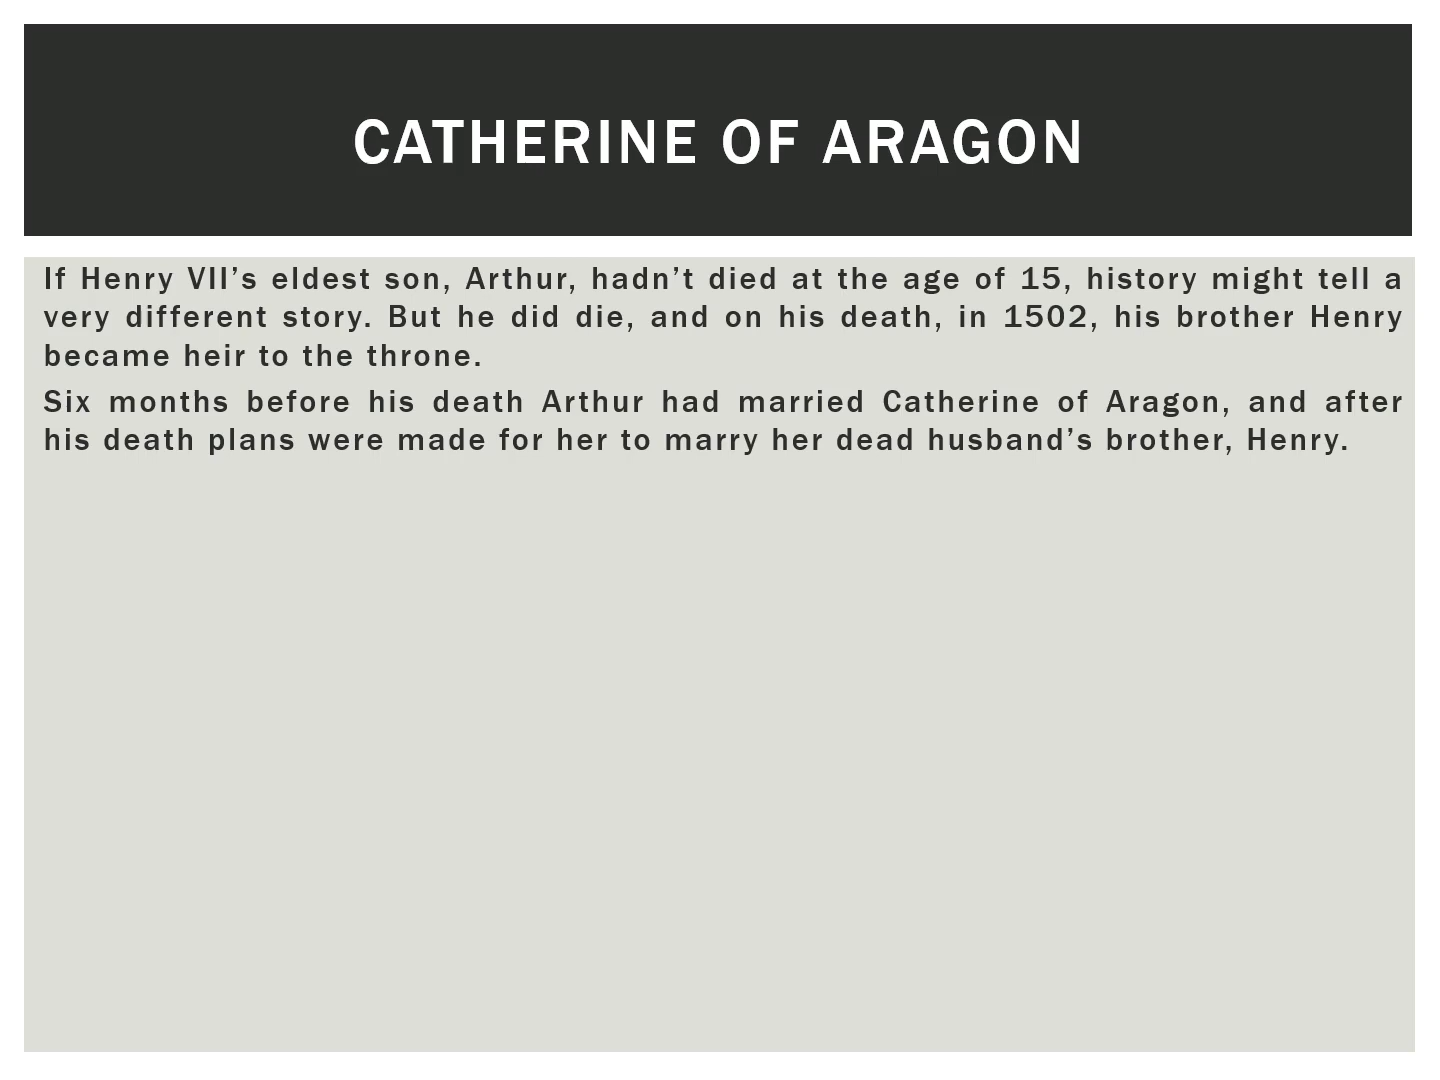 CATHERINE OF ARAGON
If Henry VII’s eldest son, Arthur, hadn’t died at the age of 15, history might tell a
very different story. But he did die, and on his death, in 1502, his brother Henry
became heir to the throne.
Six months before his death Arthur had married Catherine of Aragon, and after
his death plans were made for her to marry her dead husband’s brother, Henry.